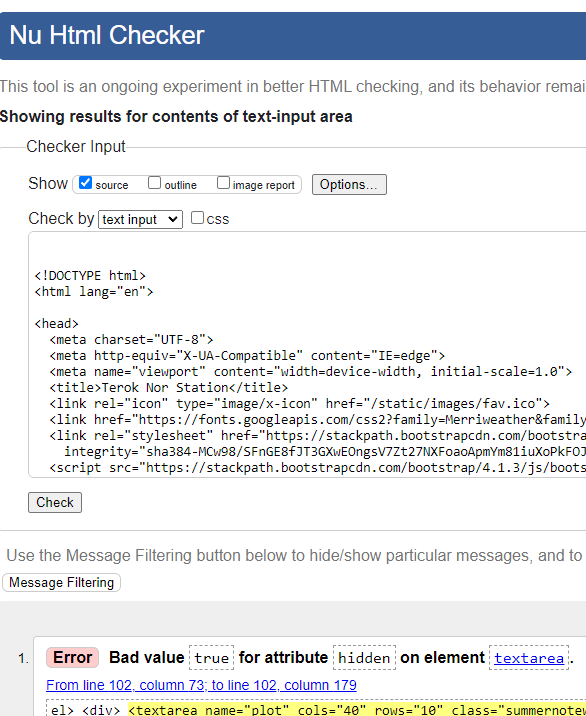 Nu Html Checker
This tool is an ongoing experiment in better HTML checking, and its behavior remai
Showing results for contents of text-input area
Checker Input
Show source outline image report Options...
Check by text input css
<!DOCTYPE html>
<html lang="en">
<head>
<meta charset="UTF-8">
<meta http-equiv="X-UA-Compatible" content="IE=edge">
<meta name="viewport" content="width=device-width, initial-scale=1.0">
<title>Terok Nor Station</title>
<link rel="icon" type="image/x-icon" href="/static/images/fav.ico">
<link href="https://fonts.googleapis.com/css2?family=Merriweather&family
<link rel="stylesheet" href="https://stackpath.bootstrapcdn.com/bootstra
integrity="sha384-MCw98/SFnGE8fJT3GXwEOngsV7Zt27NXFoaoApmYm81iuXoPkFOJ
<script src="https://stackpath.bootstrapcdn.com/bootstrap/4.1.3/js/boots
Check
Use the Message Filtering button below to hide/show particular messages, and to
Message Filtering
1. Error Bad value true for attribute hidden on element textarea.
From line 102, column 73; to line 102, column 179
el> <div> <textarea name="plot" cols="40" rows="10" class="summernotew